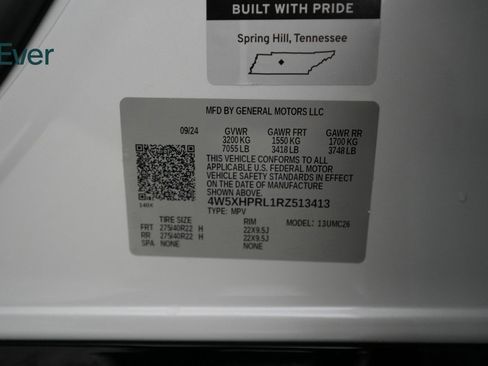 BUILT WITH PRIDE
Spring Hill, Tennessee
Ever
MFD BY GENERAL MOTORS LLC
09/24 GVWR GAWR FRT GAWR RR
3200 KG 1550 KG 1700 KG
7055 LB 3418 LB 3748 LB
THIS VEHICLE CONFORMS TO ALL
APPLICABLE U.S. FEDERAL MOTOR
VEHICLE SAFETY STANDARDS IN EFFECT
ON THE DATE OF MANUFACTURE
SHOWN ABOVE.
4W5XHPRL1RZ513413
140X TYPE: MPV
TIRE SIZE RIM MODEL: 13UMC26
FRT 275/40R22 H 22X9.5J
RR 275/40R22 H 22X9.5J
SPA NONE NONE